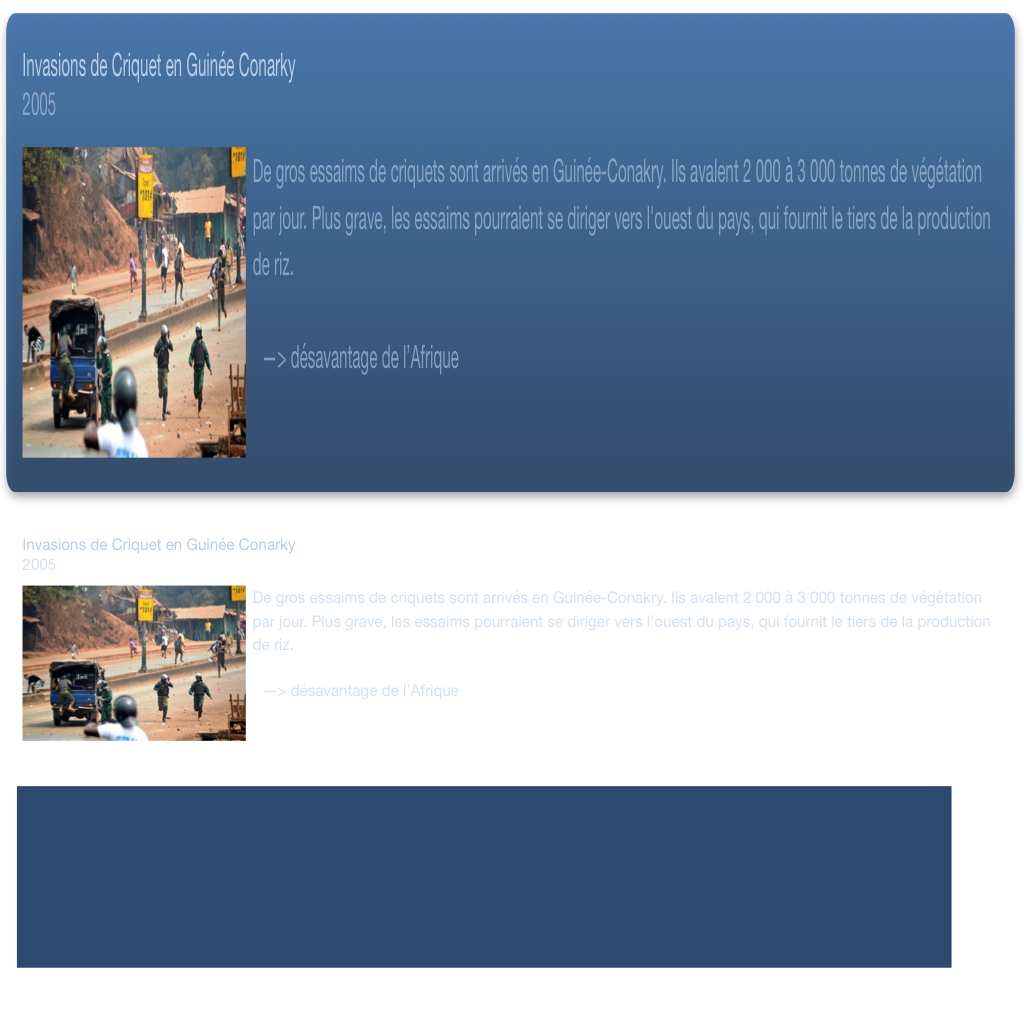 Invasions de Criquet en Guinée Conarky
2005
De gros essaims de criquets sont arrivés en Guinée-Conakry. Ils avalent 2 000 à 3 000 tonnes de végétation
par jour. Plus grave, les essaims pourraient se diriger vers l'ouest du pays, qui fournit le tiers de la production
de riz.
—> désavantage de l'Afrique
Invasions de Criquet en Guinée Conarky
2005
De gros essaims de criquets sont arrivés en Guinée-Conakry. Ils avalent 2 000 à 3 000 tonnes de végétation
par jour. Plus grave, les essaims pourraient se diriger vers l'ouest du pays, qui fournit le tiers de la production
de riz.
—> désavantage de l'Afrique